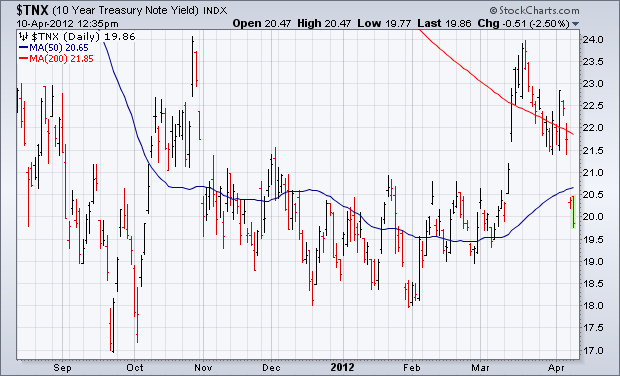 $TNX (10 Year Treasury Note Yield) INDX © StockCharts.com
10-Apr-2012 12:35pm Open 20.47 High 20.47 Low 19.77 Last 19.86 Chg -0.51 (-2.50%)
$TNX (Daily) 19.86
MA(50) 20.65
MA(200) 21.85
24.0
23.5
23.0
22.5
22.0
21.5
21.0
20.5
20.0
19.5
19.0
18.5
18.0
17.5
17.0
Sep Oct Nov Dec 2012 Feb Mar Apr